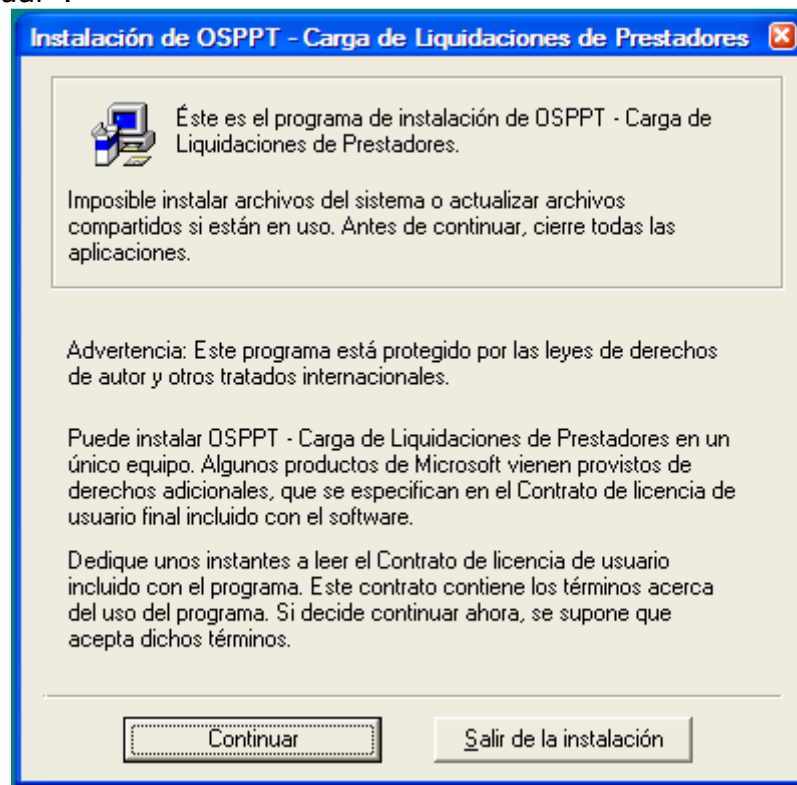 Instalación de OSPPT - Carga de Liquidaciones de Prestadores
Éste es el programa de instalación de OSPPT - Carga de
Liquidaciones de Prestadores.
Imposible instalar archivos del sistema o actualizar archivos
compartidos si están en uso. Antes de continuar, cierre todas las
aplicaciones.
Advertencia: Este programa está protegido por las leyes de derechos
de autor y otros tratados internacionales.
Puede instalar OSPPT - Carga de Liquidaciones de Prestadores en un
único equipo. Algunos productos de Microsoft vienen provistos de
derechos adicionales, que se especifican en el Contrato de licencia de
usuario final incluido con el software.
Dedique unos instantes a leer el Contrato de licencia de usuario
incluido con el programa. Este contrato contiene los términos acerca
del uso del programa. Si decide continuar ahora, se supone que
acepta dichos términos.
Continuar
Salir de la instalación